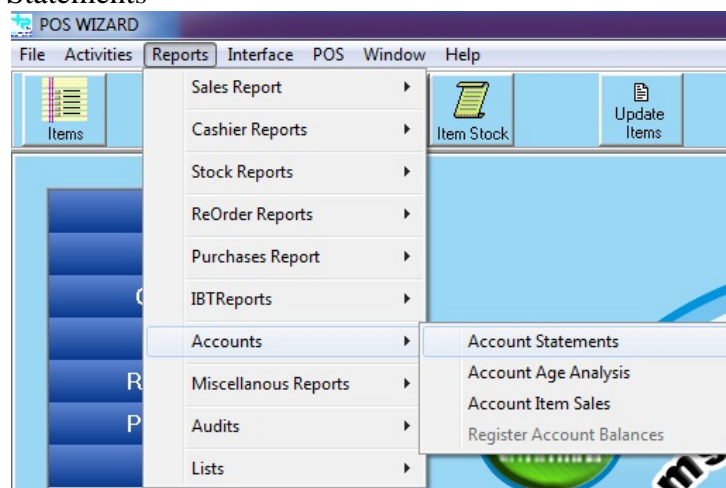 Statements
POS WIZARD
File Activities Reports Interface POS Window Help
Items
Item Stock
Update
Items
Sales Report
Cashier Reports
Stock Reports
ReOrder Reports
Purchases Report
IBTReports
Accounts
Miscellanous Reports
Audits
Lists
Account Statements
Account Age Analysis
Account Item Sales
Register Account Balances
R
P